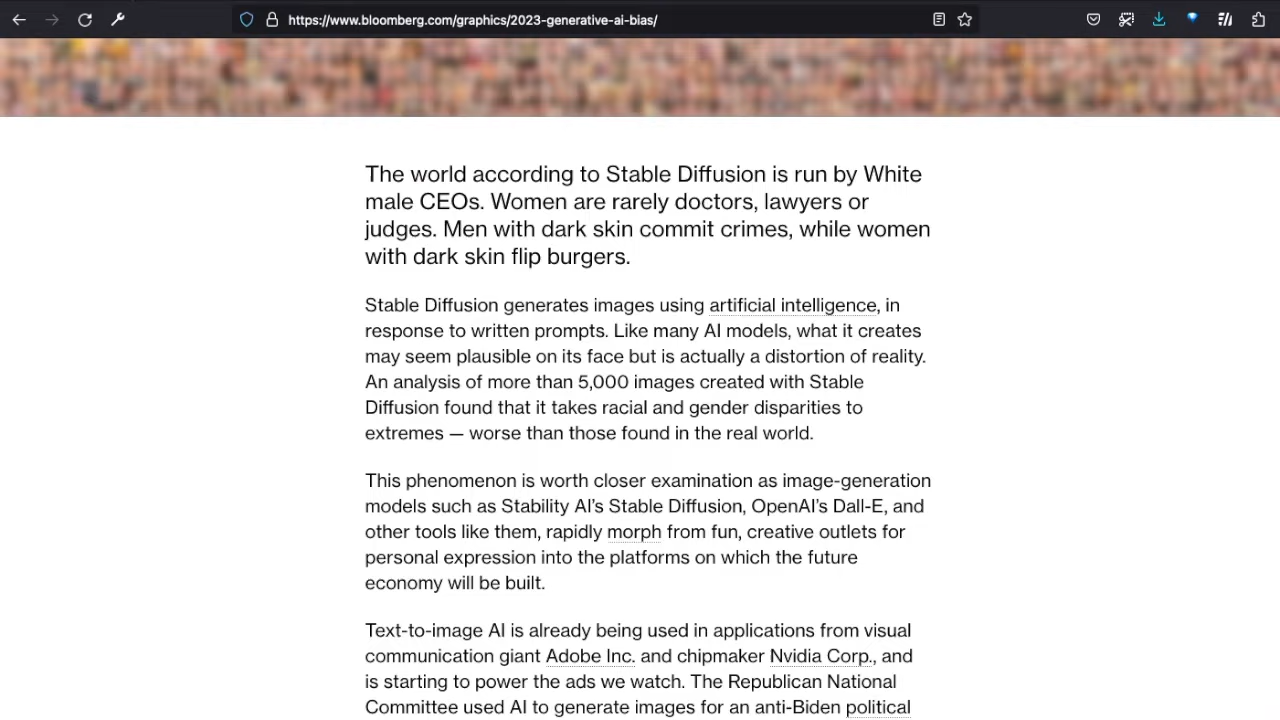 https://www.bloomberg.com/graphics/2023-generative-ai-bias/
The world according to Stable Diffusion is run by White
male CEOs. Women are rarely doctors, lawyers or
judges. Men with dark skin commit crimes, while women
with dark skin flip burgers.
Stable Diffusion generates images using artificial intelligence, in
response to written prompts. Like many AI models, what it creates
may seem plausible on its face but is actually a distortion of reality.
An analysis of more than 5,000 images created with Stable
Diffusion found that it takes racial and gender disparities to
extremes — worse than those found in the real world.
This phenomenon is worth closer examination as image-generation
models such as Stability AI’s Stable Diffusion, OpenAI’s Dall-E, and
other tools like them, rapidly morph from fun, creative outlets for
personal expression into the platforms on which the future
economy will be built.
Text-to-image AI is already being used in applications from visual
communication giant Adobe Inc. and chipmaker Nvidia Corp., and
is starting to power the ads we watch. The Republican National
Committee used AI to generate images for an anti-Biden political